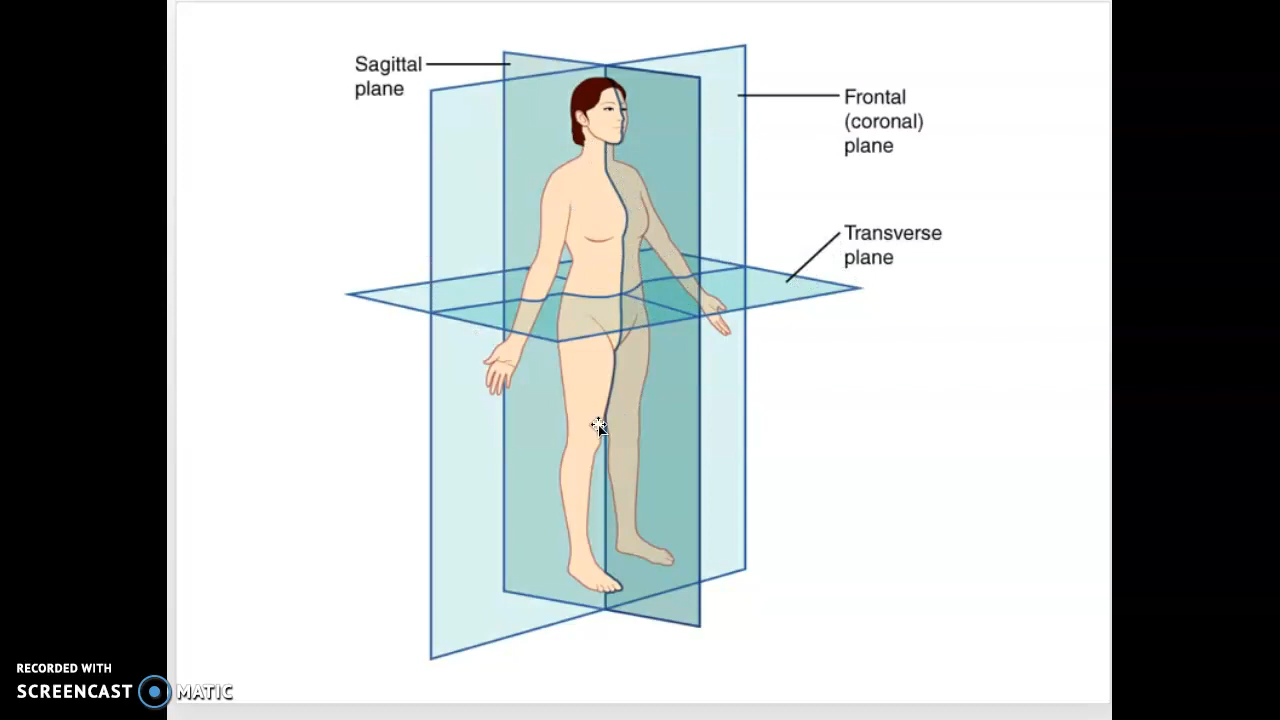 Sagittal
plane
Frontal
(coronal)
plane
Transverse
plane
RECORDED WITH
SCREENCAST MATIC